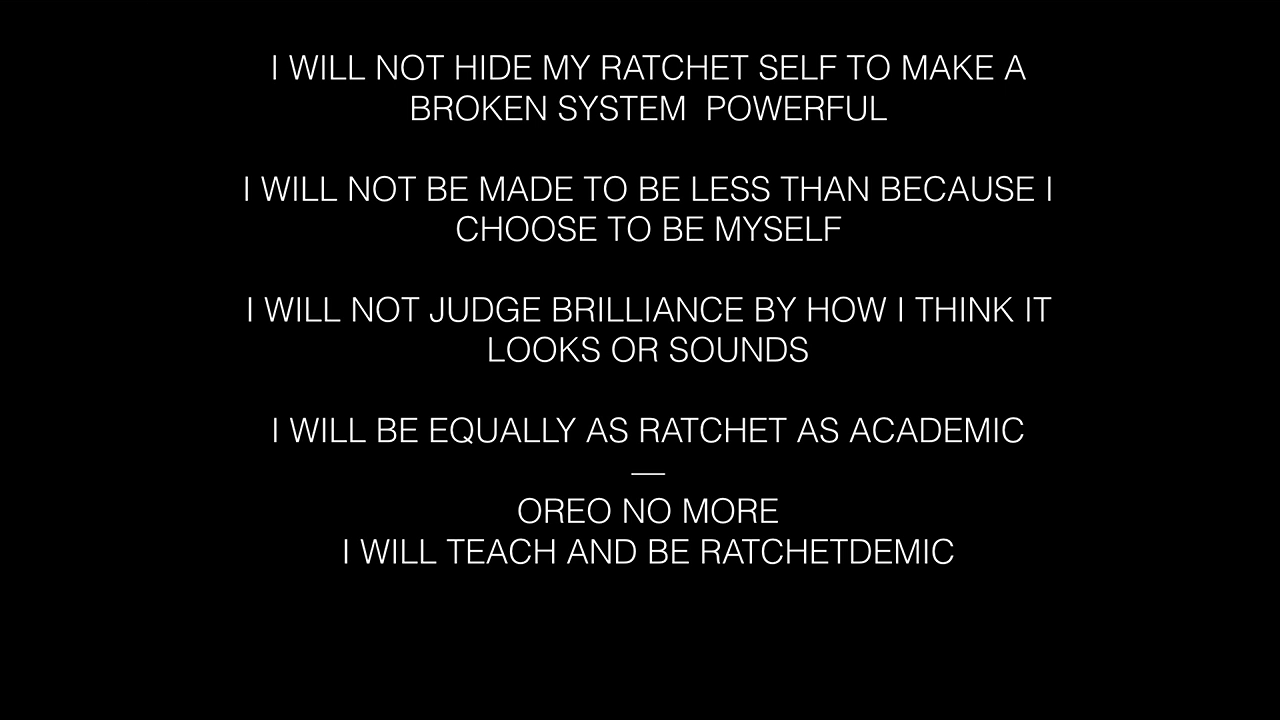 I WILL NOT HIDE MY RATCHET SELF TO MAKE A
BROKEN SYSTEM  POWERFUL
I WILL NOT BE MADE TO BE LESS THAN BECAUSE I
CHOOSE TO BE MYSELF
I WILL NOT JUDGE BRILLIANCE BY HOW I THINK IT
LOOKS OR SOUNDS
I WILL BE EQUALLY AS RATCHET AS ACADEMIC
—
OREO NO MORE
I WILL TEACH AND BE RATCHETDEMIC